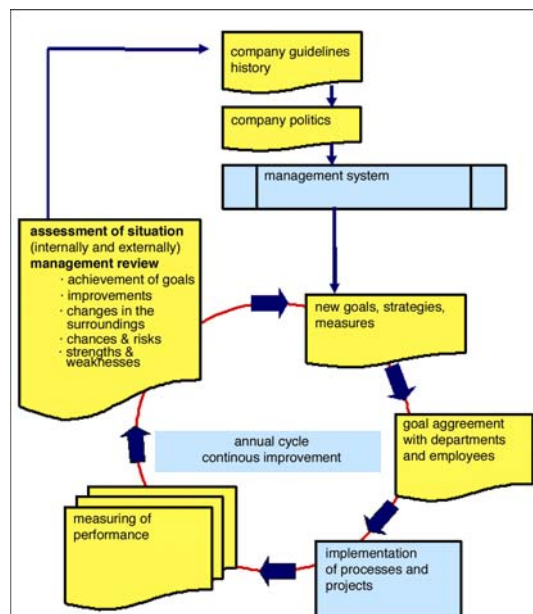 company guidelines
history
company politics
management system
assessment of situation
(internally and externally)
management review
· achievement of goals
· improvements
· changes in the
surroundings
· chances & risks
· strengths &
weaknesses
new goals, strategies,
measures
goal aggreement
with departments
and employees
annual cycle
continous improvement
measuring of
performance
implementation
of processes and
projects